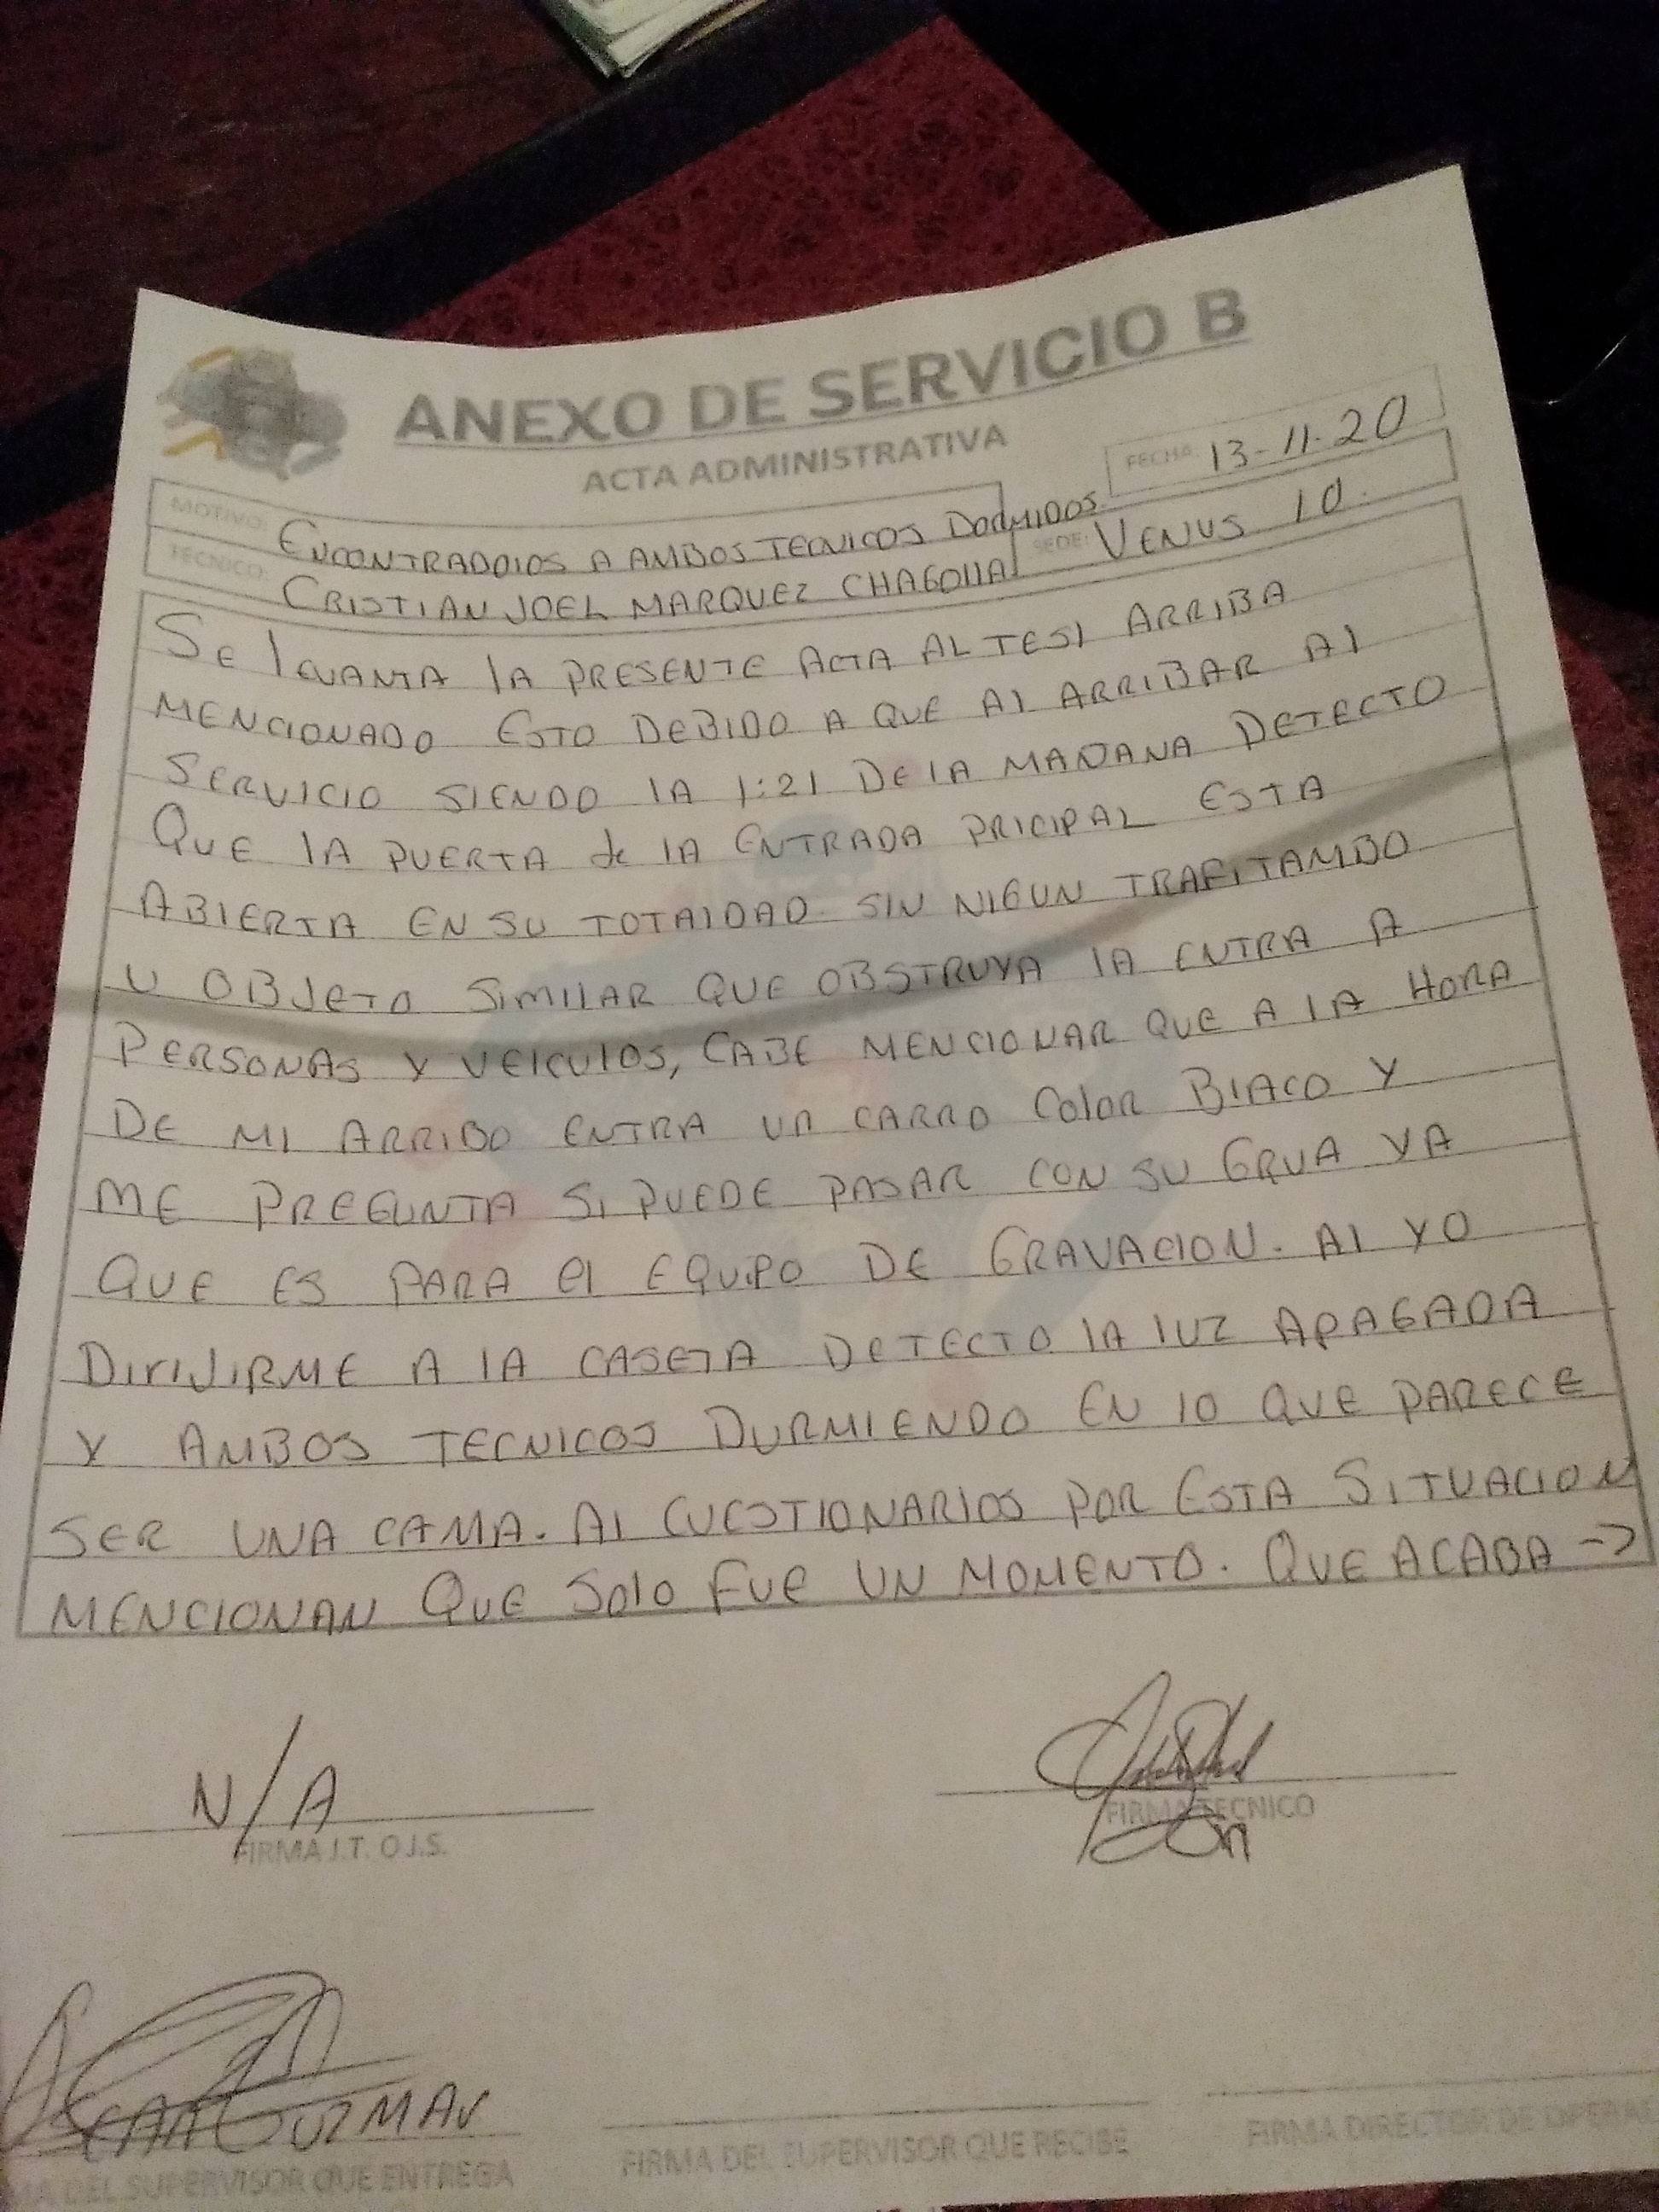 ANEXO DE SERVICIO B
ACTA ADMINISTRATIVA
FECHA: 13-11-20
MOTIVO: ENCONTRADOIOS A AMBOS TECNICOS DORMIDOS.
TECNICO: CRISTIAN JOEL MARQUEZ CHAGOllA SEDE: VENUS 10.
SE lEVANTA lA PRESENTE ACTA AL TESI ARRIBA
MENCIONADO ESTO DEBIDO A QUE Al ARRIBAR Al
SERVICIO SIENDO lA 1:21 DE lA MAÑANA DETECTO
QUE lA PUERTA de lA ENTRADA PRICIPAL ESTA
ABIERTA EN SU TOTAlDAD. SIN NIGUN TRAFITAMBO
U OBJETO SIMIlAR QUE OBSTRUYA lA ENTRA A
PERSONAS Y VEICUlOS, CABE MENCIONAR QUE A lA HORA
DE MI ARRIBO ENTRA UN CARRO COlOR BlACO Y
ME PREGUNTA SI PUEDE PASAR CON SU GRUA YA
QUE ES PARA El EQUIPO DE GRAVACION. Al YO
DIRIJIRME A lA CASETA DETECTO lA lUZ APAGADA
Y AMBOS TECNICOS DURMIENDO EN lO QUE PARECE
SER UNA CAMA. Al CUESTIONARlOS POR ESTA SITUACION
MENCIONAN QUE SOlO FUE UN MOMENTO. QUE ACABA ->
N/A
FIRMA J.T. O J.S.
FIRMA TECNICO
OSCAR GUZMAN
MA DEL SUPERVISOR QUE ENTREGA
FIRMA DEL SUPERVISOR QUE RECIBE
FIRMA DIRECTOR DE OPERAC